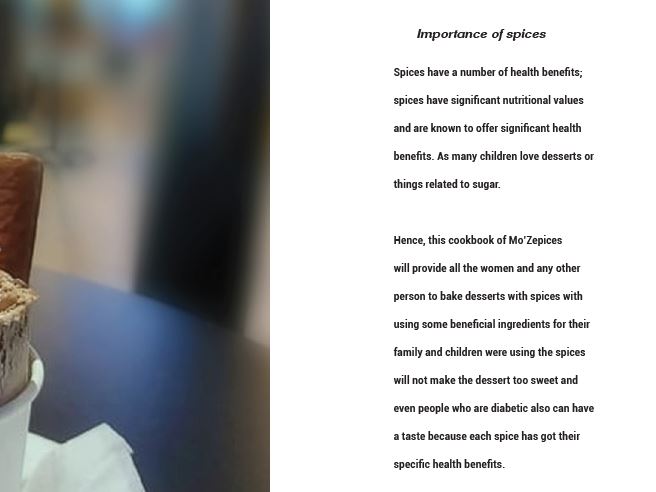 Importance of spices
Spices have a number of health benefits;
spices have significant nutritional values
and are known to offer significant health
benefits. As many children love desserts or
things related to sugar.
Hence, this cookbook of Mo'Zepices
will provide all the women and any other
person to bake desserts with spices with
using some beneficial ingredients for their
family and children were using the spices
will not make the dessert too sweet and
even people who are diabetic also can have
a taste because each spice has got their
specific health benefits.